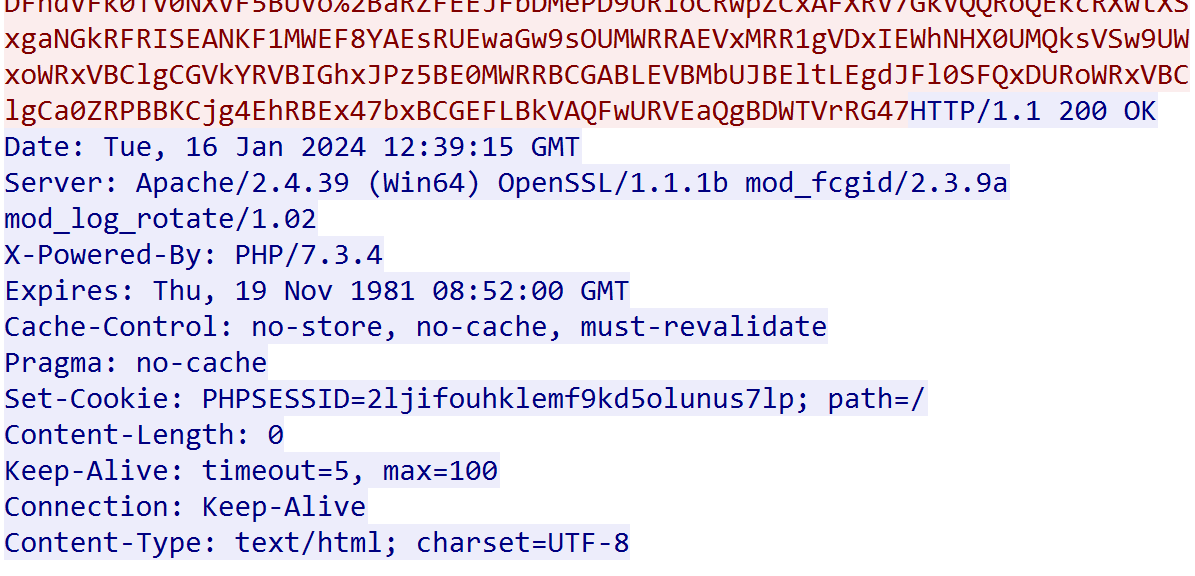 xgaNGkRFRISEANKF1MWEF8YAEsRUEwaGw9sOUMWRRAEVxMRR1gVDxIEWhNHX0UMQksVSw9UW
xoWRxVBClgCGVkYRVBIGhxJPz5BE0MWRRBCGABLEVBMbUJBEltLEgdJFl0SFQxDURoWRxVBC
lgCa0ZRPBBKCjg4EhRBEx47bxBCGEFLBkVAQFwURVEaQgBDWTVrRG47HTTP/1.1 200 OK
Date: Tue, 16 Jan 2024 12:39:15 GMT
Server: Apache/2.4.39 (Win64) OpenSSL/1.1.1b mod_fcgid/2.3.9a
mod_log_rotate/1.02
X-Powered-By: PHP/7.3.4
Expires: Thu, 19 Nov 1981 08:52:00 GMT
Cache-Control: no-store, no-cache, must-revalidate
Pragma: no-cache
Set-Cookie: PHPSESSID=2ljifouhklemf9kd5olunus7lp; path=/
Content-Length: 0
Keep-Alive: timeout=5, max=100
Connection: Keep-Alive
Content-Type: text/html; charset=UTF-8